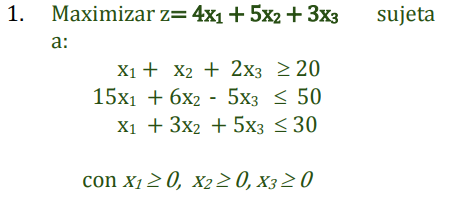 1. Maximizar z= 4x₁ + 5x₂ + 3x₃ sujeta
a:
x₁ + x₂ + 2x₃ ≥ 20
15x₁ + 6x₂ - 5x₃ ≤ 50
x₁ + 3x₂ + 5x₃ ≤ 30
con x₁ ≥ 0, x₂ ≥ 0, x₃ ≥ 0